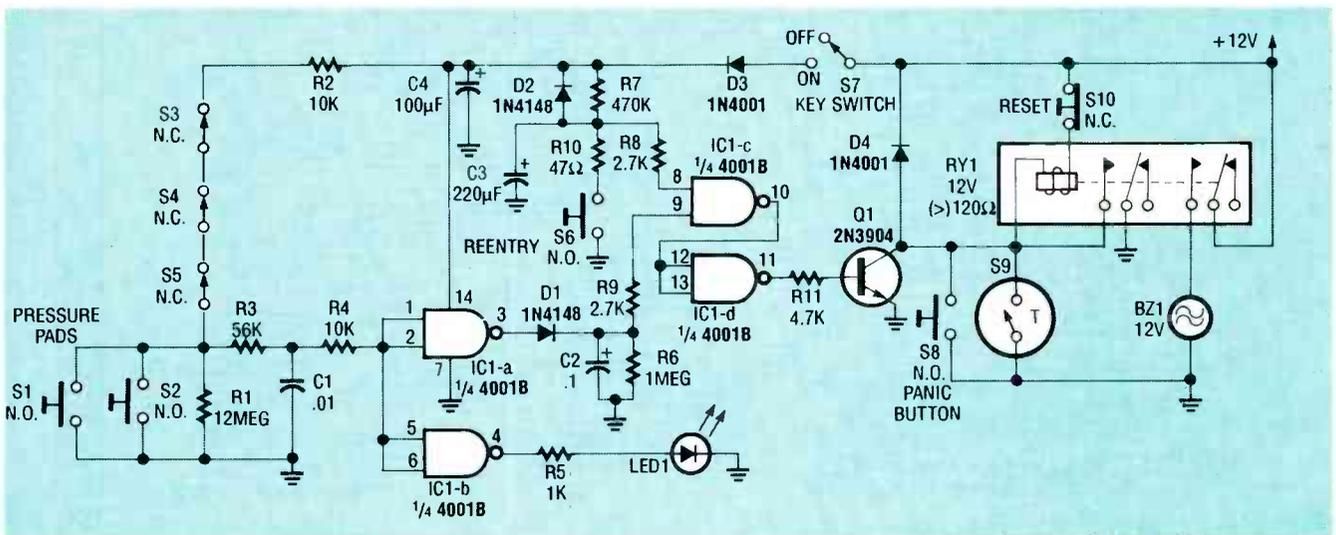 OFF
ON
S7
KEY SWITCH
+12V
R2
10K
C4
100µF
+
D2
1N4148
R7
470K
D3
1N4001
RESET
S10
N.C.
S3
N.C.
R10
47Ω
R8
2.7K
IC1-c
1/4 4001B
D4
1N4001
RY1
12V
(>)120Ω
+
C3
220µF
8
9
10
S4
N.C.
REENTRY
S6
N.O.
Q1
2N3904
12
13
11
S5
N.C.
S9
R11
4.7K
PRESSURE
PADS
R3
56K
R4
10K
1
2
14
3
7
D1
1N4148
R9
2.7K
IC1-d
1/4 4001B
T
BZ1
12V
S1
N.O.
S2
N.O.
R1
12MEG
C1
.01
IC1-a
1/4 4001B
C2
.1
+
R6
1MEG
S8
N.O.
PANIC
BUTTON
5
6
4
IC1-b
1/4 4001B
R5
1K
LED1